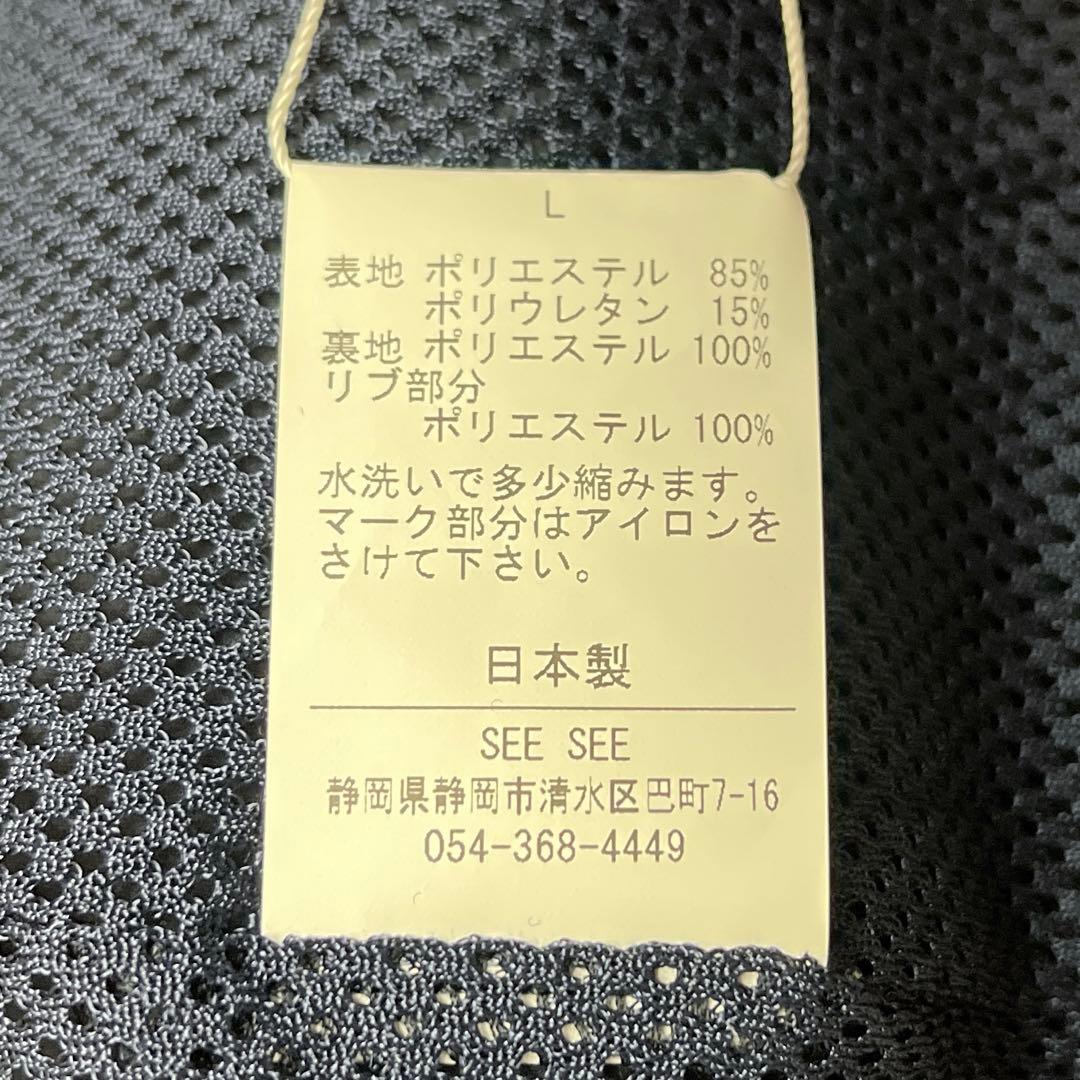 L
表地 ポリエステル 85%
ポリウレタン 15%
裏地 ポリエステル 100%
リブ部分
ポリエステル 100%
水洗いで多少縮みます。
マーク部分はアイロンを
さけて下さい。
日本製
SEE SEE
静岡県静岡市清水区巴町7-16
054-368-4449